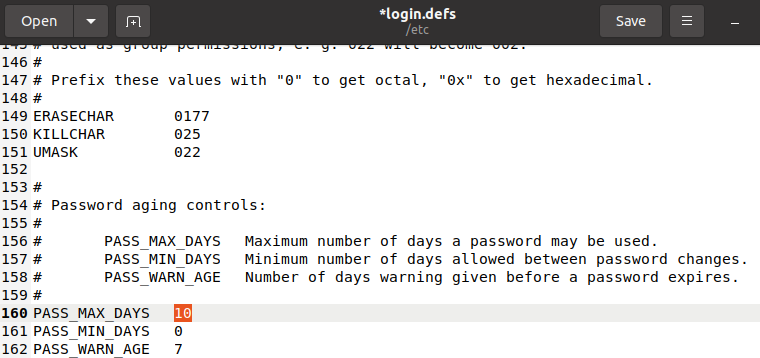 Open
*login.defs
/etc
Save
145 # used as group permissions, e. g. 022 will become 002.
146 #
147 # Prefix these values with "0" to get octal, "0x" to get hexadecimal.
148 #
149 ERASECHAR 0177
150 KILLCHAR 025
151 UMASK 022
152
153 #
154 # Password aging controls:
155 #
156 # PASS_MAX_DAYS Maximum number of days a password may be used.
157 # PASS_MIN_DAYS Minimum number of days allowed between password changes.
158 # PASS_WARN_AGE Number of days warning given before a password expires.
159 #
160 PASS_MAX_DAYS 10
161 PASS_MIN_DAYS 0
162 PASS_WARN_AGE 7